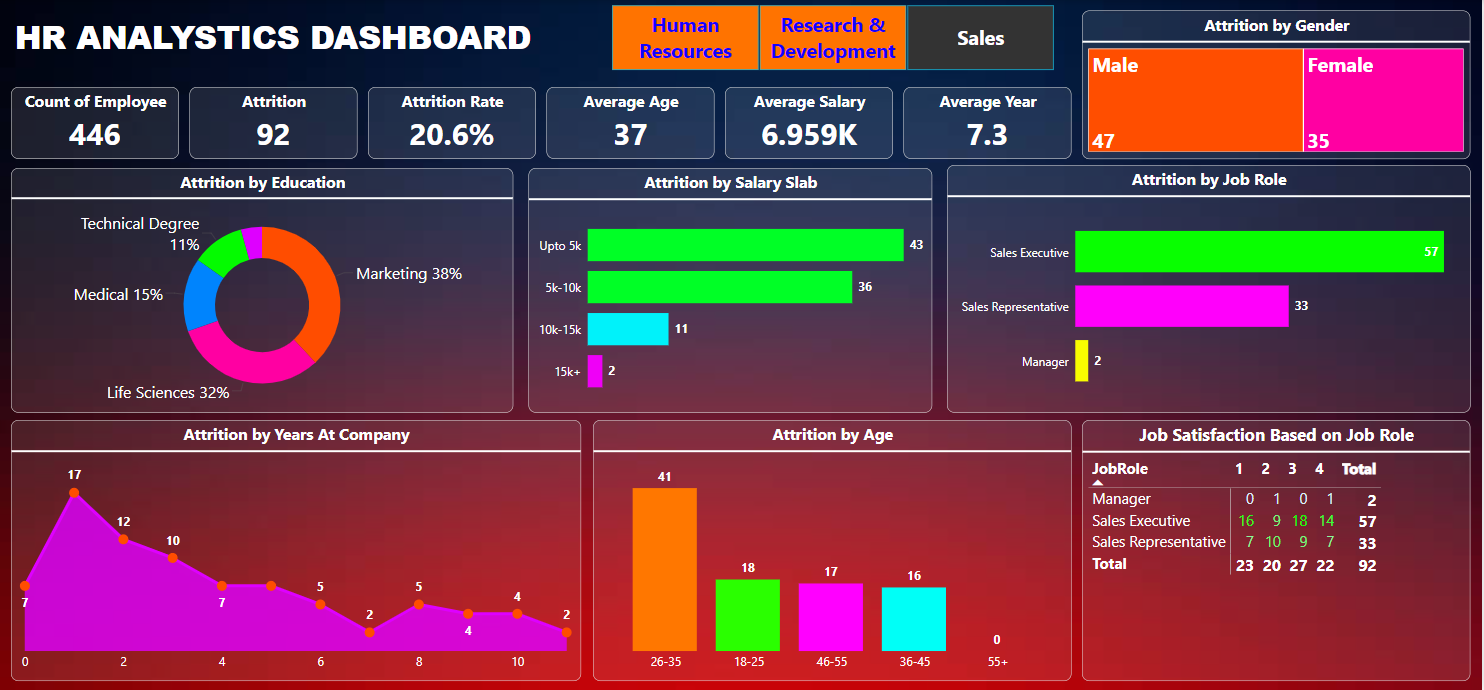 HR ANALYSTICS DASHBOARD
Human
Resources
Research &
Development
Sales
Attrition by Gender
Male
Female
47
35
Count of Employee
446
Attrition
92
Attrition Rate
20.6%
Average Age
37
Average Salary
6.959K
Average Year
7.3
Attrition by Education
Technical Degree
11%
Marketing 38%
Medical 15%
Life Sciences 32%
Attrition by Salary Slab
Upto 5k 43
5k-10k 36
10k-15k 11
15k+ 2
Attrition by Job Role
Sales Executive 57
Sales Representative 33
Manager 2
Attrition by Years At Company
17
12
10
7
7
5
2
5
4
4
2
0 2 4 6 8 10
Attrition by Age
41
18
17
16
0
26-35 18-25 46-55 36-45 55+
Job Satisfaction Based on Job Role
JobRole 1 2 3 4 Total
Manager 0 1 0 1 2
Sales Executive 16 9 18 14 57
Sales Representative 7 10 9 7 33
Total 23 20 27 22 92